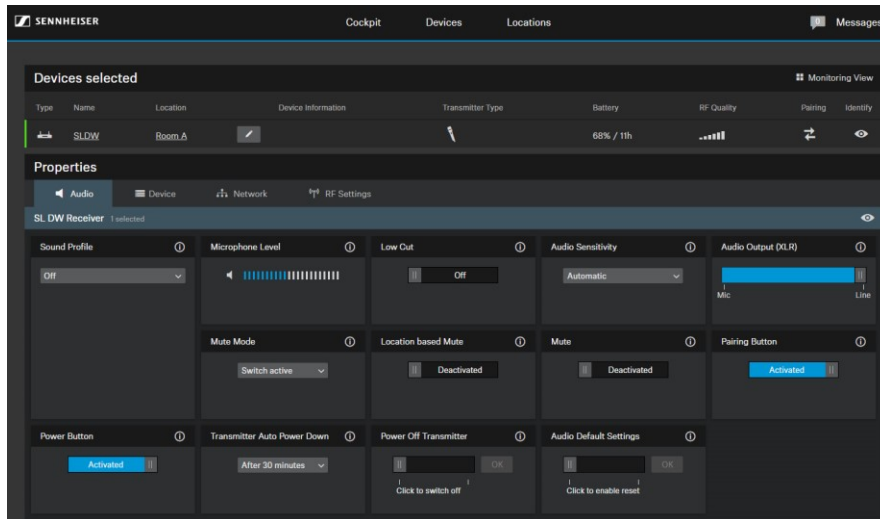 SENNHEISER Cockpit Devices Locations 0 Messages
Devices selected Monitoring View
Type Name Location Device Information Transmitter Type Battery RF Quality Pairing Identify
SLDW Room A 68% / 11h
Properties
Audio Device Network RF Settings
SL DW Receiver 1 selected
Sound Profile Microphone Level Low Cut Audio Sensitivity Audio Output (XLR)
Off Off Automatic
Mic Line
Mute Mode Location based Mute Mute Pairing Button
Switch active Deactivated Deactivated Activated
Power Button Transmitter Auto Power Down Power Off Transmitter Audio Default Settings
Activated After 30 minutes OK OK
Click to switch off Click to enable reset